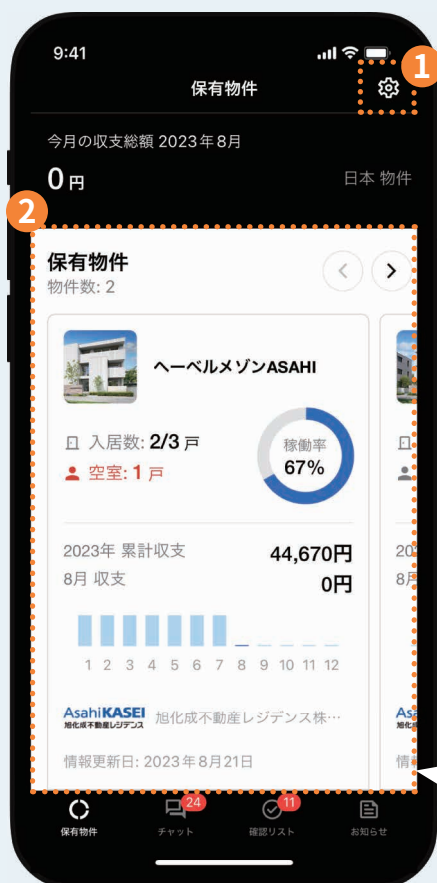 9:41
1
保有物件
今月の収支総額 2023年8月
0円
日本 物件
2
保有物件
物件数: 2
ヘーベルメゾンASAHI
入居数: 2/3 戸
空室: 1 戸
稼働率
67%
2023年 累計収支 44,670円
8月 収支 0円
20
8月
1 2 3 4 5 6 7 8 9 10 11 12
AsahiKASEI
旭化成不動産レジデンス
旭化成不動産レジデンス株…
情報更新日: 2023年8月21日
情
24
11
保有物件 チャット 確認リスト お知らせ